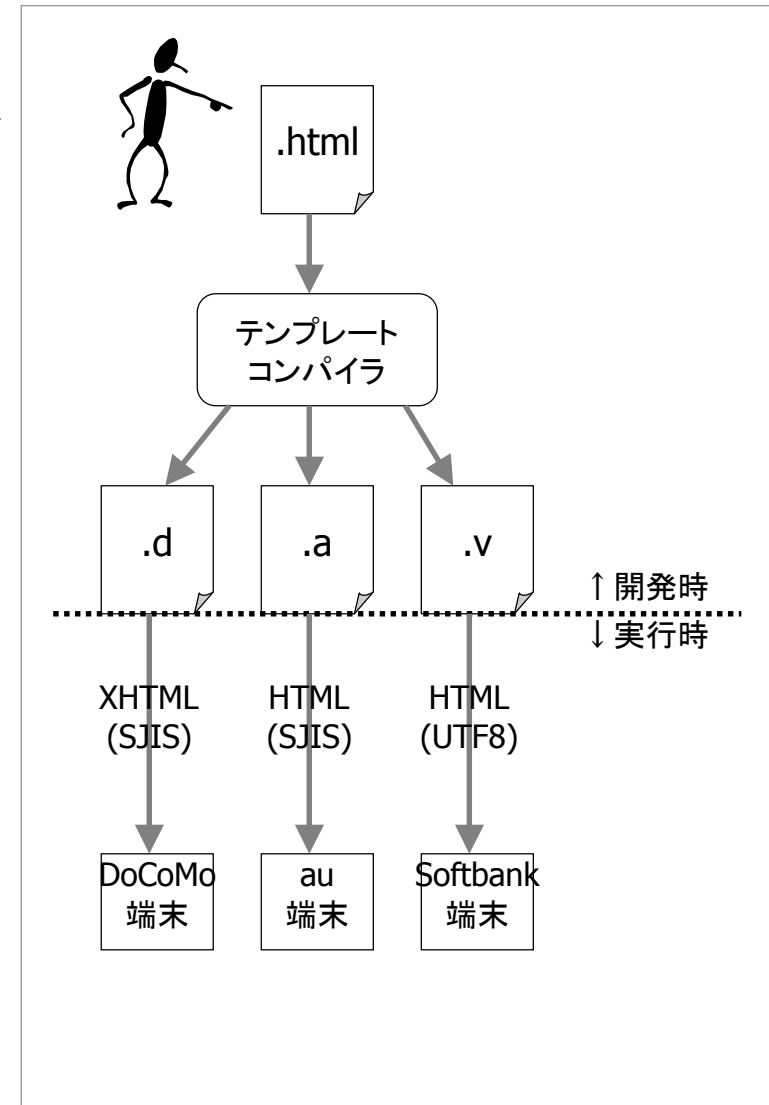 .html
テンプレート
コンパイラ
.d
.a
.v
↑開発時
↓実行時
XHTML
(SJIS)
HTML
(SJIS)
HTML
(UTF8)
DoCoMo
端末
au
端末
Softbank
端末